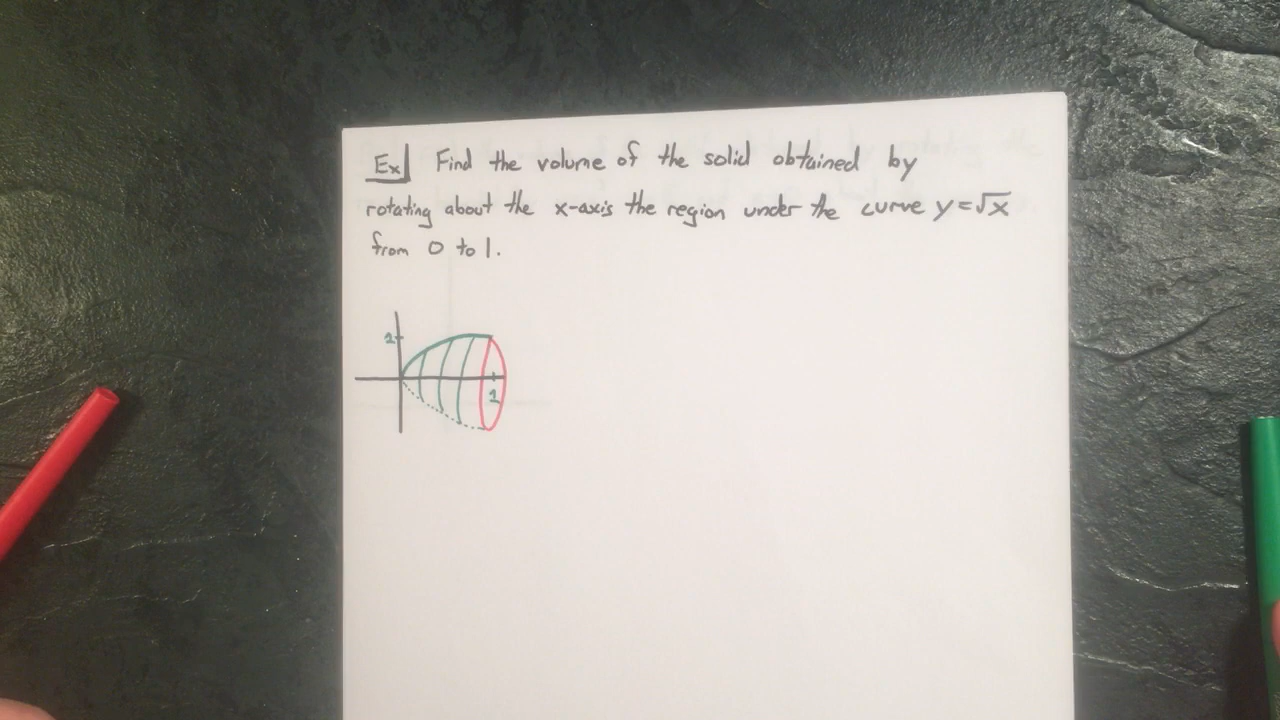 Ex Find the volume of the solid obtained by
rotating about the x-axis the region under the curve y=√x
from 0 to 1.
1
1